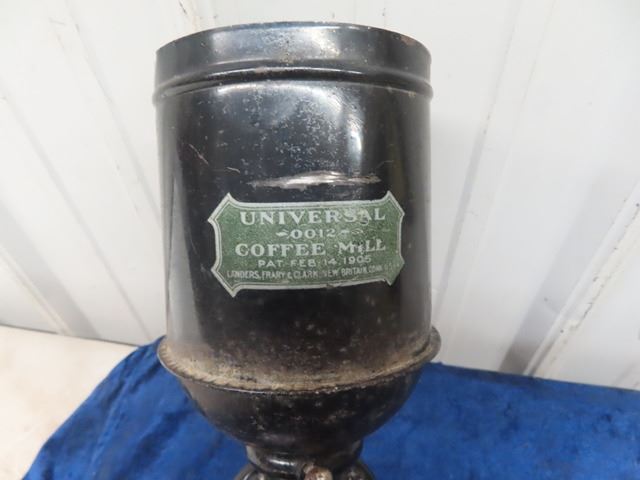 UNIVERSAL
0012
COFFEE MILL
PAT. FEB. 14, 1905
LANDERS, FRARY & CLARK, NEW BRITAIN, CONN.